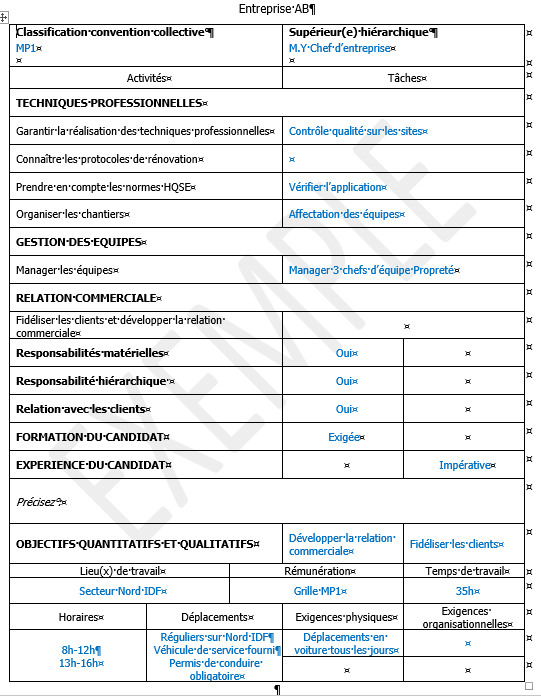 Entreprise·AB¶
Classification·convention·collective¶ Supérieur(e)·hiérarchique¶
MP1¤ M.Y·Chef·d'entreprise¤
¤ ¤
Activités¤ Tâches¤
TECHNIQUES·PROFESSIONNELLES¤
Garantir·la·réalisation·des·techniques·professionnelles¤ Contrôle·qualité·sur·les·sites¤
Connaître·les·protocoles·de·rénovation¤ ¤
Prendre·en·compte·les·normes·HQSE¤ Vérifier·l'application¤
Organiser·les·chantiers¤ Affectation·des·équipes¤
GESTION·DES·EQUIPES¤
Manager·les·équipes¤ Manager·3·chefs·d'équipe·Propreté¤
RELATION·COMMERCIALE¤
Fidéliser·les·clients·et·développer·la·relation·
commerciale¤ ¤
Responsabilités·matérielles¤ Oui¤ ¤
Responsabilité·hiérarchique¤ Oui¤ ¤
Relation·avec·les·clients¤ Oui¤ ¤
FORMATION·DU·CANDIDAT¤ Exigée¤ ¤
EXPERIENCE·DU·CANDIDAT¤ ¤ Impérative¤
Précisez°:¤
OBJECTIFS·QUANTITATIFS·ET·QUALITATIFS¤ Développer·la·relation·
commerciale¤ Fidéliser·les·clients¤
Lieu(x)·de·travail¤ Rémunération¤ Temps·de·travail¤
Secteur·Nord·IDF¤ Grille·MP1¤ 35h¤
Horaires¤ Déplacements¤ Exigences·physiques¤ Exigences·
organisationnelles¤
8h-12h¶
13h-16h¤
Réguliers·sur·Nord·IDF¶
Véhicule·de·service·fourni¶
Permis·de·conduire·
obligatoire¤
Déplacements·en·
voiture·tous·les·jours¤ ¤
¤ ¤
¶
EXEMPLE